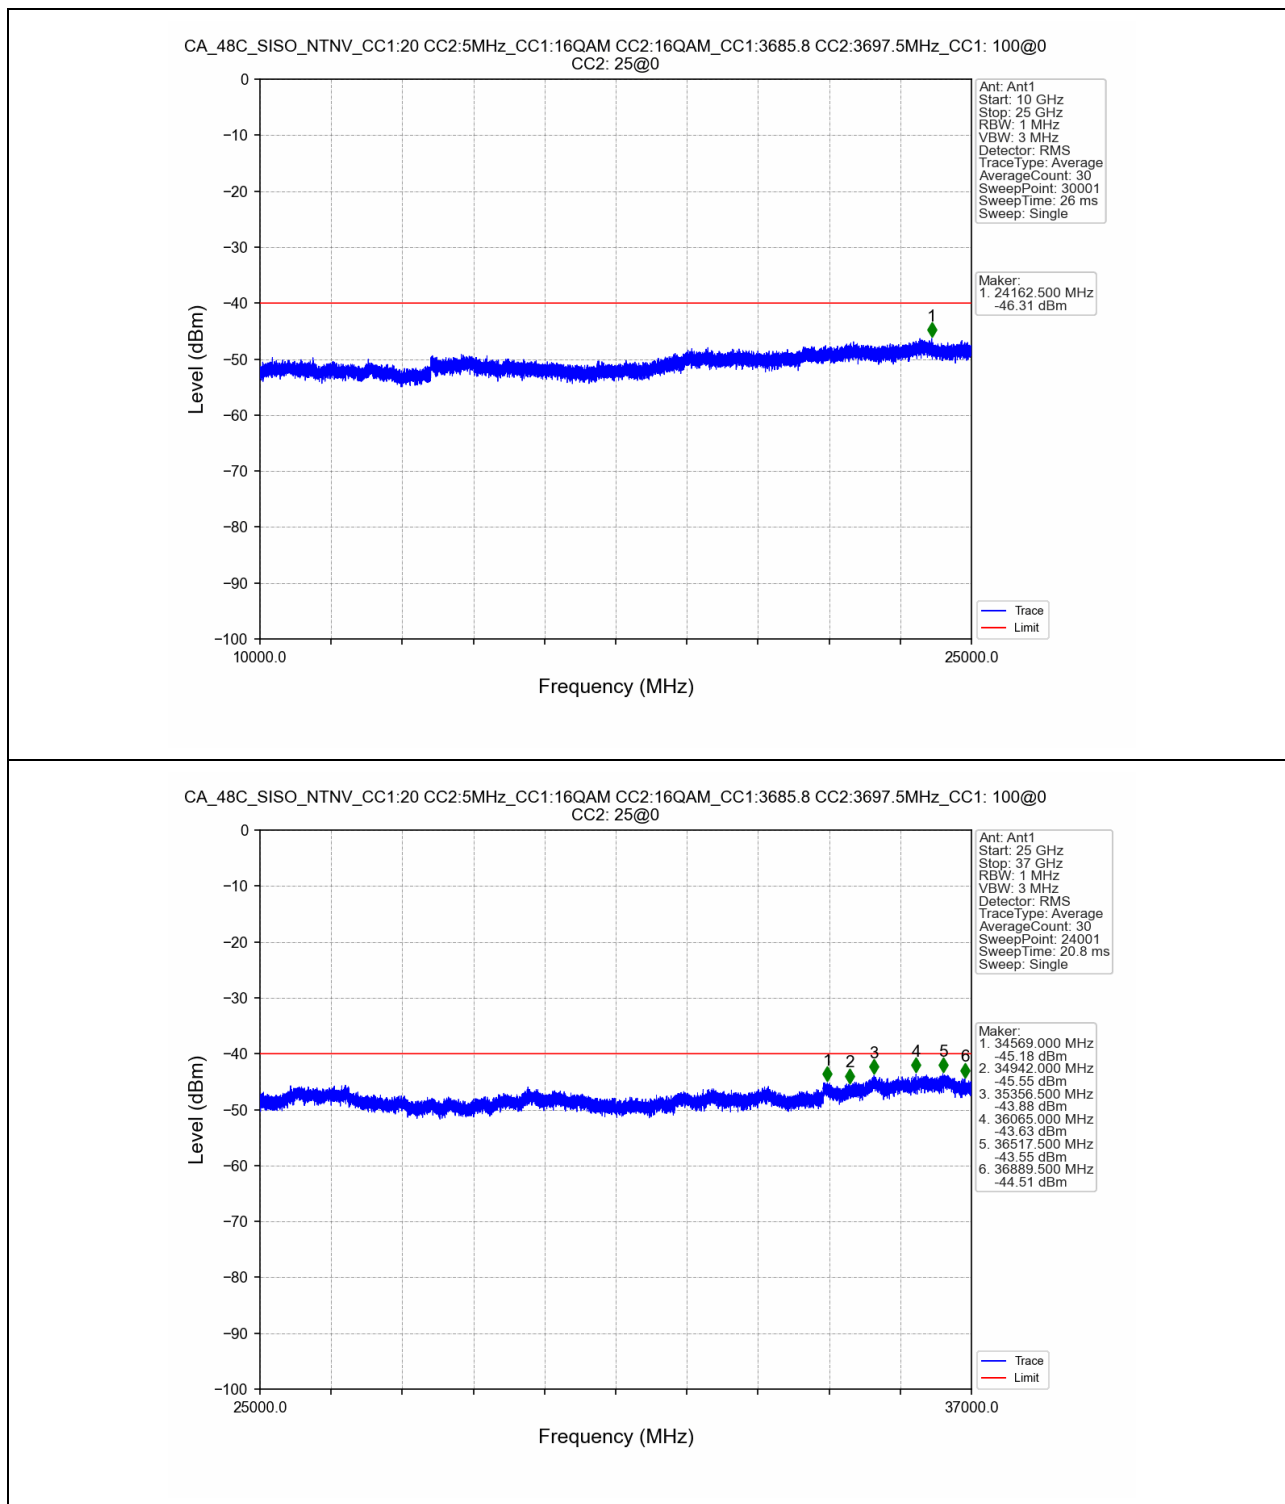 CA_48C_SISO_NTNV_CC1:20 CC2:5MHz_CC1:16QAM CC2:16QAM_CC1:3685.8 CC2:3697.5MHz_CC1: 100@0
CC2: 25@0
Ant: Ant1
Start: 10 GHz
Stop: 25 GHz
RBW: 1 MHz
VBW: 3 MHz
Detector: RMS
TraceType: Average
AverageCount: 30
SweepPoint: 30001
SweepTime: 26 ms
Sweep: Single
Maker:
1. 24162.500 MHz
-46.31 dBm
1
0
−10
−20
−30
−40
−50
−60
−70
−80
−90
−100
Level (dBm)
Trace
Limit
10000.0
25000.0
Frequency (MHz)
CA_48C_SISO_NTNV_CC1:20 CC2:5MHz_CC1:16QAM CC2:16QAM_CC1:3685.8 CC2:3697.5MHz_CC1: 100@0
CC2: 25@0
Ant: Ant1
Start: 25 GHz
Stop: 37 GHz
RBW: 1 MHz
VBW: 3 MHz
Detector: RMS
TraceType: Average
AverageCount: 30
SweepPoint: 24001
SweepTime: 20.8 ms
Sweep: Single
Maker:
1. 34569.000 MHz
-45.18 dBm
2. 34942.000 MHz
-45.55 dBm
3. 35356.500 MHz
-43.88 dBm
4. 36065.000 MHz
-43.63 dBm
5. 36517.500 MHz
-43.55 dBm
6. 36889.500 MHz
-44.51 dBm
1 2 3 4 5 6
0
−10
−20
−30
−40
−50
−60
−70
−80
−90
−100
Level (dBm)
Trace
Limit
25000.0
37000.0
Frequency (MHz)